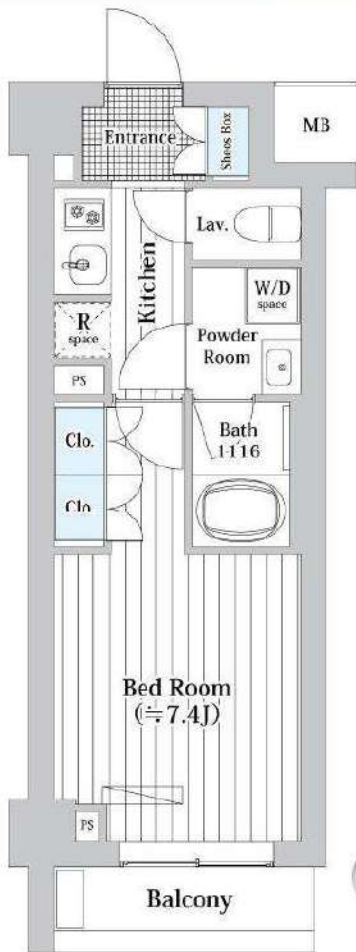 Entrance
Sheos Box
MB
Lav.
Kitchen
W/D
space
Powder
Room
R
space
PS
Clo.
Clo
Bath
1116
Bed Room
(≒7.4J)
PS
Balcony